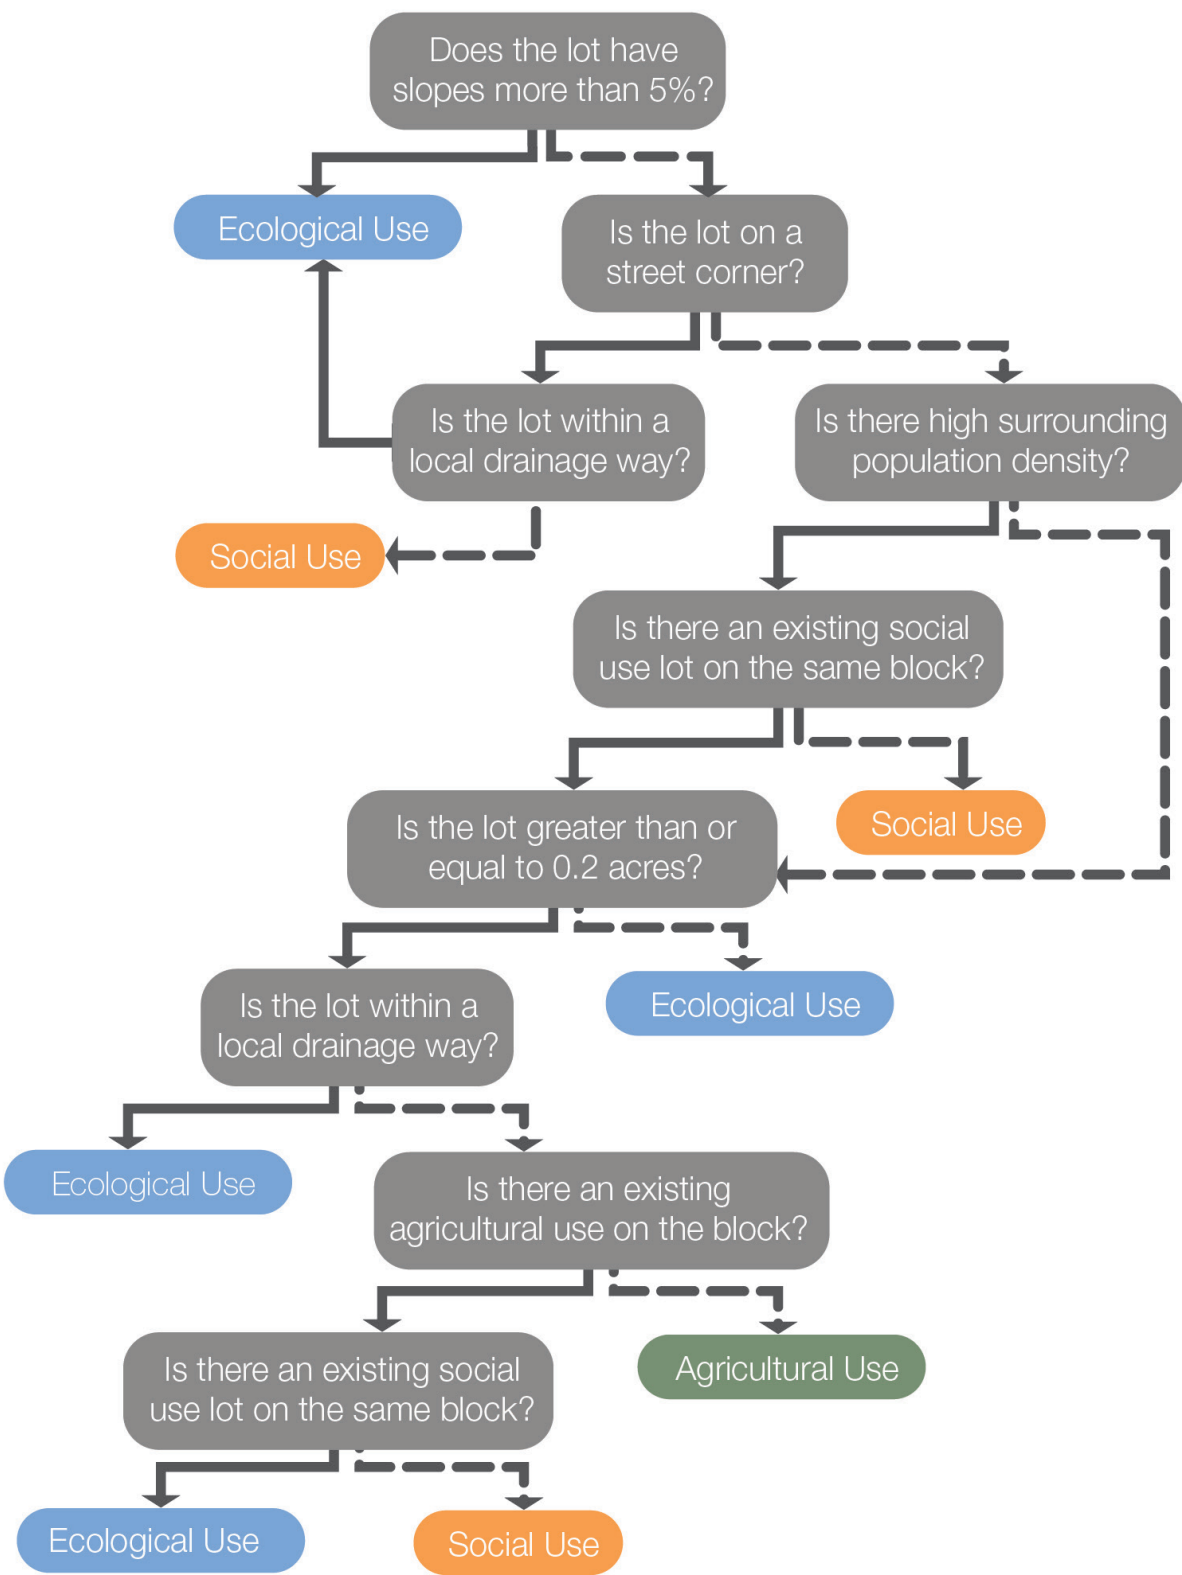 Does the lot have
slopes more than 5%?
Ecological Use
Is the lot on a
street corner?
Is the lot within a
local drainage way?
Is there high surrounding
population density?
Social Use
Is there an existing social
use lot on the same block?
Is the lot greater than or
equal to 0.2 acres?
Social Use
Is the lot within a
local drainage way?
Ecological Use
Ecological Use
Is there an existing
agricultural use on the block?
Is there an existing social
use lot on the same block?
Agricultural Use
Ecological Use
Social Use